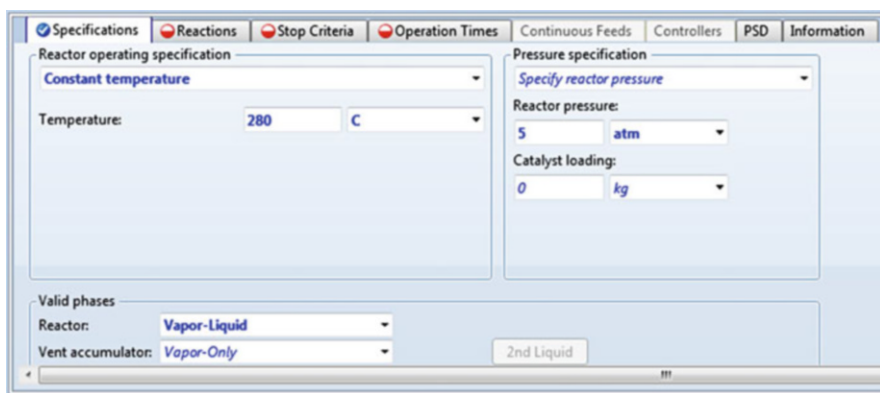 Specifications Reactions Stop Criteria Operation Times Continuous Feeds Controllers PSD Information
Reactor operating specification
Constant temperature
Temperature: 280 C
Pressure specification
Specify reactor pressure
Reactor pressure:
5 atm
Catalyst loading:
0 kg
Valid phases
Reactor: Vapor-Liquid
Vent accumulator: Vapor-Only 2nd Liquid